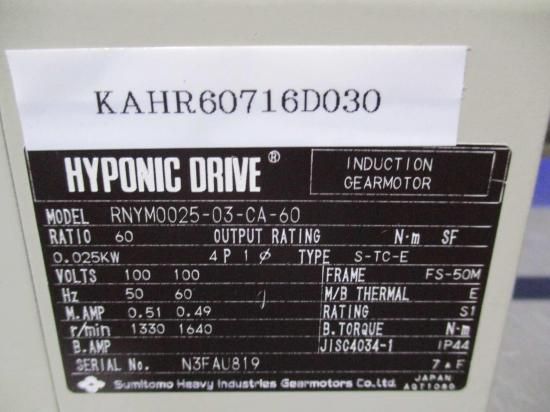 KAHR60716D030
HYPONIC DRIVE® INDUCTION GEARMOTOR
MODEL RNYM0025-03-CA-60
RATIO 60 OUTPUT RATING N·m SF
0.025KW 4P1Φ TYPE S-TC-E
VOLTS 100 100 FRAME FS-50M
Hz 50 60 M/B THERMAL E
M.AMP 0.51 0.49 RATING S1
r/min 1330 1640 B.TORQUE N·m
B.AMP JISC4034-1 IP44
SERIAL No. N3FAU819 7μF
Sumitomo Heavy Industries Gearmotors Co.,Ltd. JAPAN